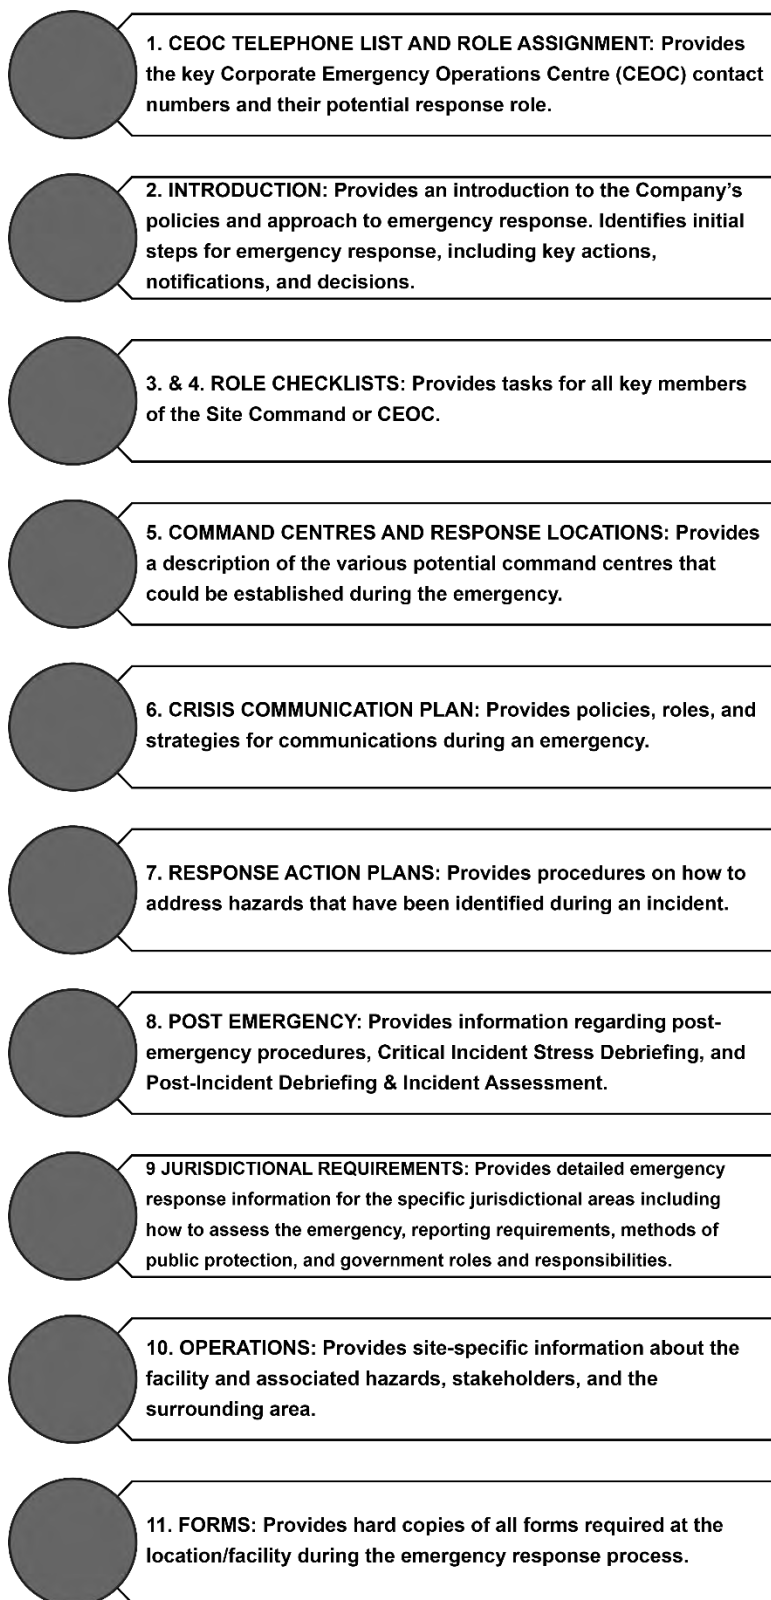 1. CEOC TELEPHONE LIST AND ROLE ASSIGNMENT: Provides
the key Corporate Emergency Operations Centre (CEOC) contact
numbers and their potential response role.
2. INTRODUCTION: Provides an introduction to the Company’s
policies and approach to emergency response. Identifies initial
steps for emergency response, including key actions,
notifications, and decisions.
3. & 4. ROLE CHECKLISTS: Provides tasks for all key members
of the Site Command or CEOC.
5. COMMAND CENTRES AND RESPONSE LOCATIONS: Provides
a description of the various potential command centres that
could be established during the emergency.
6. CRISIS COMMUNICATION PLAN: Provides policies, roles, and
strategies for communications during an emergency.
7. RESPONSE ACTION PLANS: Provides procedures on how to
address hazards that have been identified during an incident.
8. POST EMERGENCY: Provides information regarding post-
emergency procedures, Critical Incident Stress Debriefing, and
Post-Incident Debriefing & Incident Assessment.
9 JURISDICTIONAL REQUIREMENTS: Provides detailed emergency
response information for the specific jurisdictional areas including
how to assess the emergency, reporting requirements, methods of
public protection, and government roles and responsibilities.
10. OPERATIONS: Provides site-specific information about the
facility and associated hazards, stakeholders, and the
surrounding area.
11. FORMS: Provides hard copies of all forms required at the
location/facility during the emergency response process.